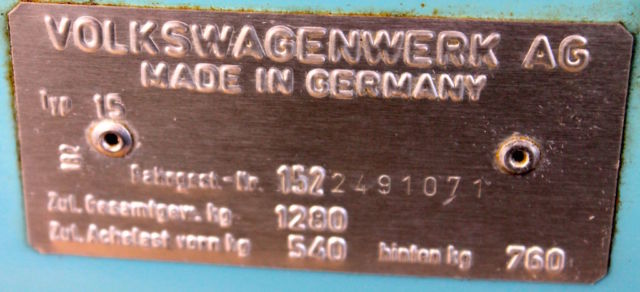 VOLKSWAGENWERK AG
MADE IN GERMANY
Typ 15
Fahrgest.-Nr. 1522491071
Zul. Gesamtgew. kg 1280
Zul. Achslast vorn kg 540 hinten kg 760